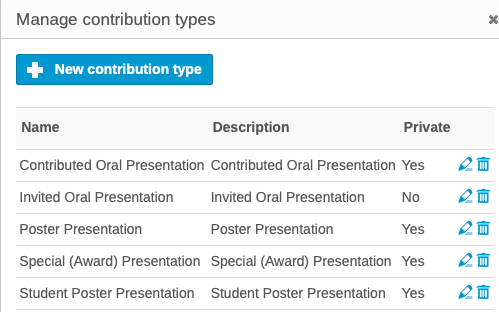 Manage contribution types
New contribution type
Name Description Private
Contributed Oral Presentation Contributed Oral Presentation Yes
Invited Oral Presentation Invited Oral Presentation No
Poster Presentation Poster Presentation Yes
Special (Award) Presentation Special (Award) Presentation Yes
Student Poster Presentation Student Poster Presentation Yes